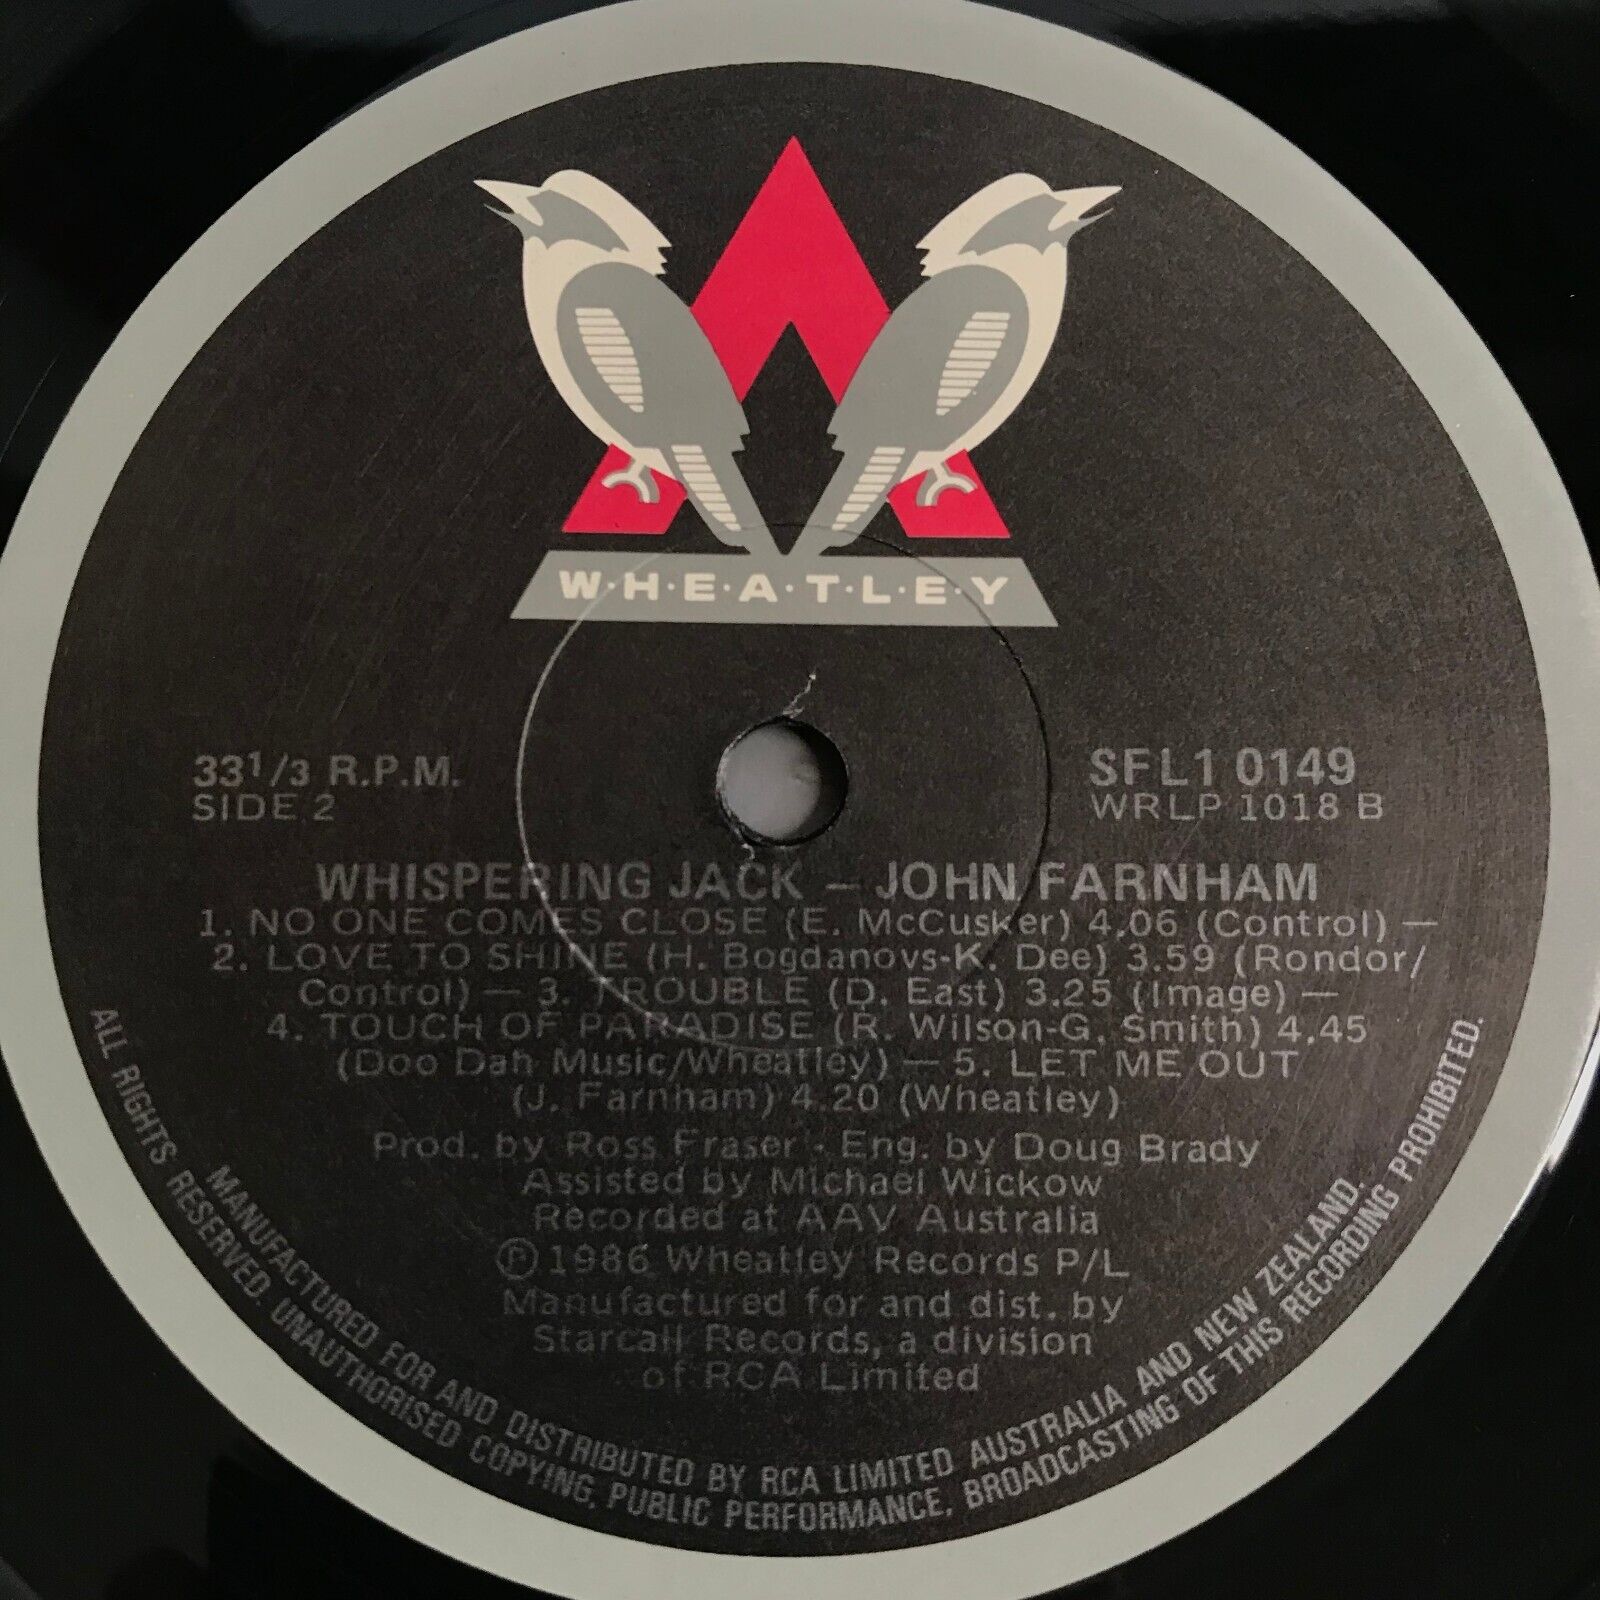 W·H·E·A·T·L·E·Y
33 1/3 R.P.M.
SIDE 2
SFL1 0149
WRLP 1018 B
WHISPERING JACK – JOHN FARNHAM
1. NO ONE COMES CLOSE (E. McCusker) 4.06 (Control) —
2. LOVE TO SHINE (H. Bogdanovs-K. Dee) 3.59 (Rondor/
Control) — 3. TROUBLE (D. East) 3.25 (Image) —
4. TOUCH OF PARADISE (R. Wilson-G. Smith) 4.45
(Doo Dah Music/Wheatley) — 5. LET ME OUT
(J. Farnham) 4.20 (Wheatley)
Prod. by Ross Fraser · Eng. by Doug Brady
Assisted by Michael Wickow
Recorded at AAV Australia
Ⓟ 1986 Wheatley Records P/L
Manufactured for and dist. by
Starcall Records, a division
of RCA Limited
MANUFACTURED FOR AND DISTRIBUTED BY RCA LIMITED AUSTRALIA AND NEW ZEALAND.
ALL RIGHTS RESERVED. UNAUTHORISED COPYING, PUBLIC PERFORMANCE, BROADCASTING OF THIS RECORDING PROHIBITED.